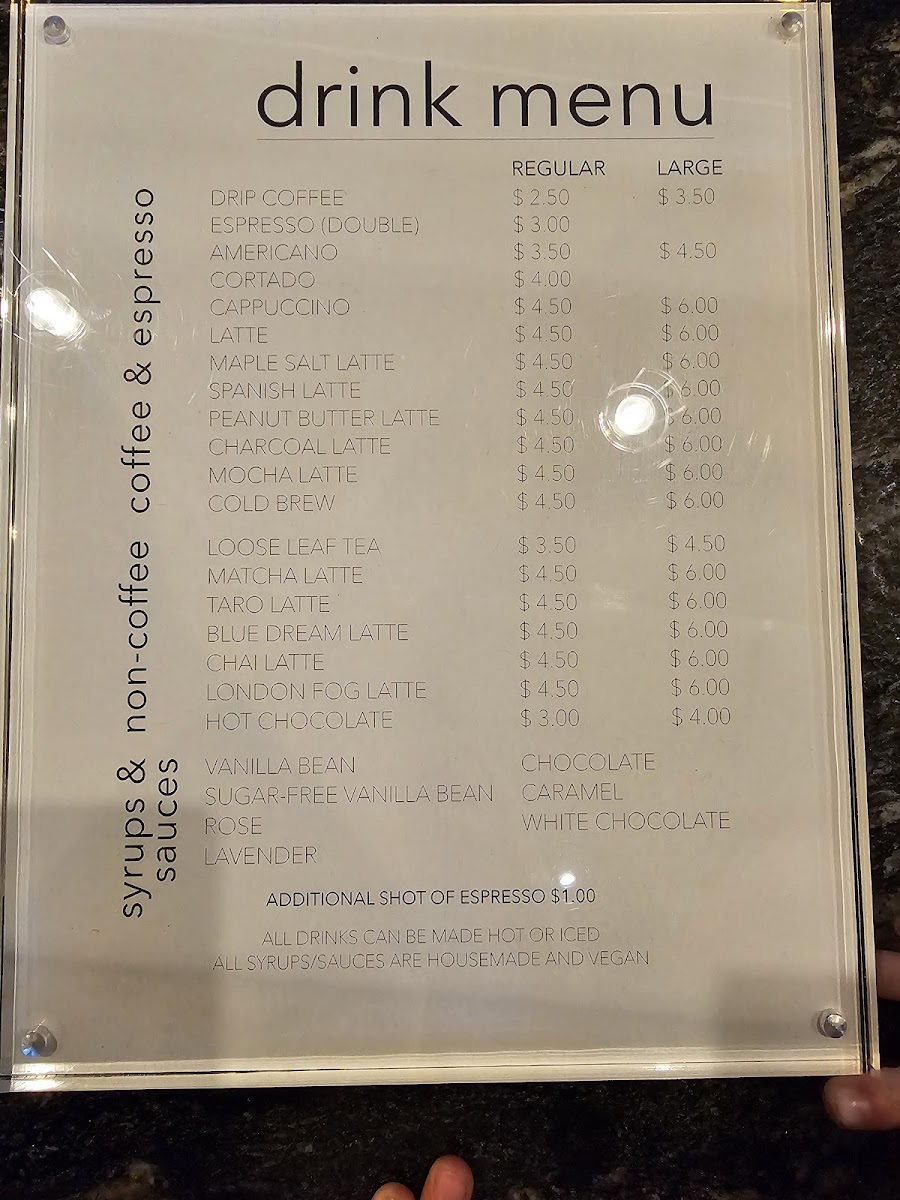 drink menu
REGULAR LARGE
coffee & espresso
DRIP COFFEE $ 2.50 $ 3.50
ESPRESSO (DOUBLE) $ 3.00
AMERICANO $ 3.50 $ 4.50
CORTADO $ 4.00
CAPPUCCINO $ 4.50 $ 6.00
LATTE $ 4.50 $ 6.00
MAPLE SALT LATTE $ 4.50 $ 6.00
SPANISH LATTE $ 4.50 $ 6.00
PEANUT BUTTER LATTE $ 4.50 $ 6.00
CHARCOAL LATTE $ 4.50 $ 6.00
MOCHA LATTE $ 4.50 $ 6.00
COLD BREW $ 4.50 $ 6.00
non-coffee
LOOSE LEAF TEA $ 3.50 $ 4.50
MATCHA LATTE $ 4.50 $ 6.00
TARO LATTE $ 4.50 $ 6.00
BLUE DREAM LATTE $ 4.50 $ 6.00
CHAI LATTE $ 4.50 $ 6.00
LONDON FOG LATTE $ 4.50 $ 6.00
HOT CHOCOLATE $ 3.00 $ 4.00
syrups &
sauces
VANILLA BEAN CHOCOLATE
SUGAR-FREE VANILLA BEAN CARAMEL
ROSE WHITE CHOCOLATE
LAVENDER
ADDITIONAL SHOT OF ESPRESSO $1.00
ALL DRINKS CAN BE MADE HOT OR ICED
ALL SYRUPS/SAUCES ARE HOUSEMADE AND VEGAN